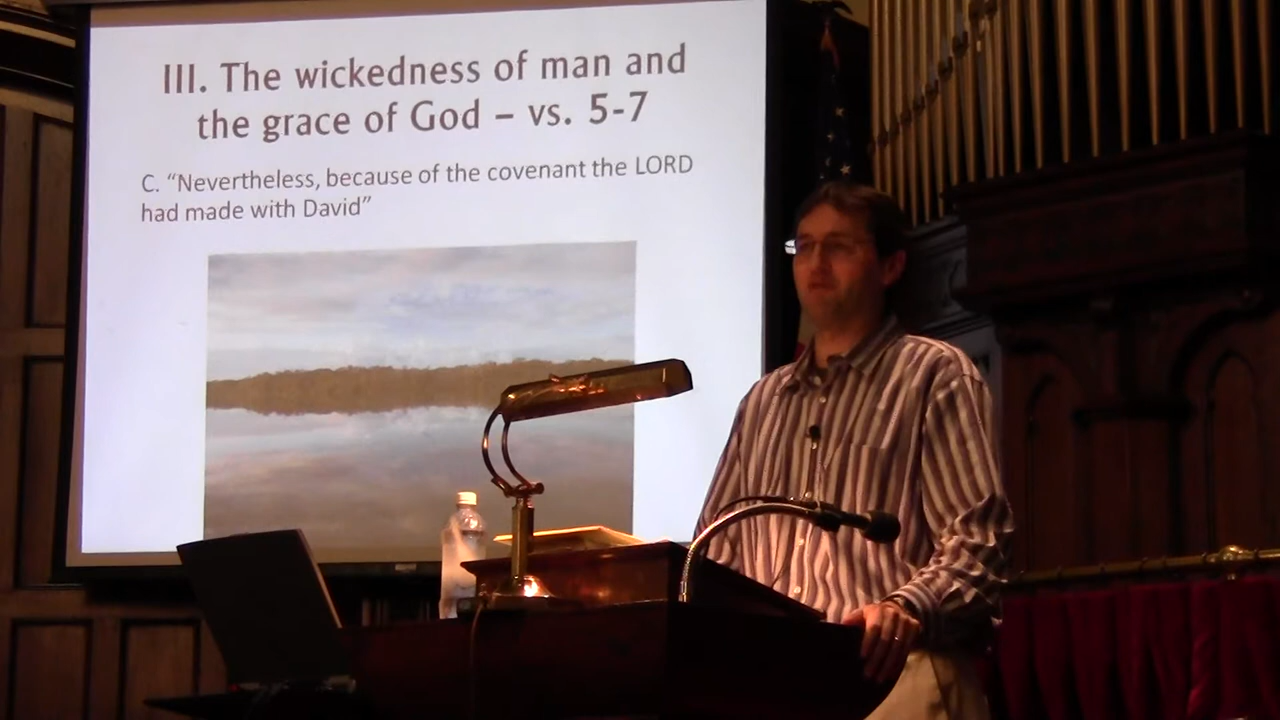 III. The wickedness of man and
the grace of God – vs. 5-7
C. “Nevertheless, because of the covenant the LORD
had made with David”